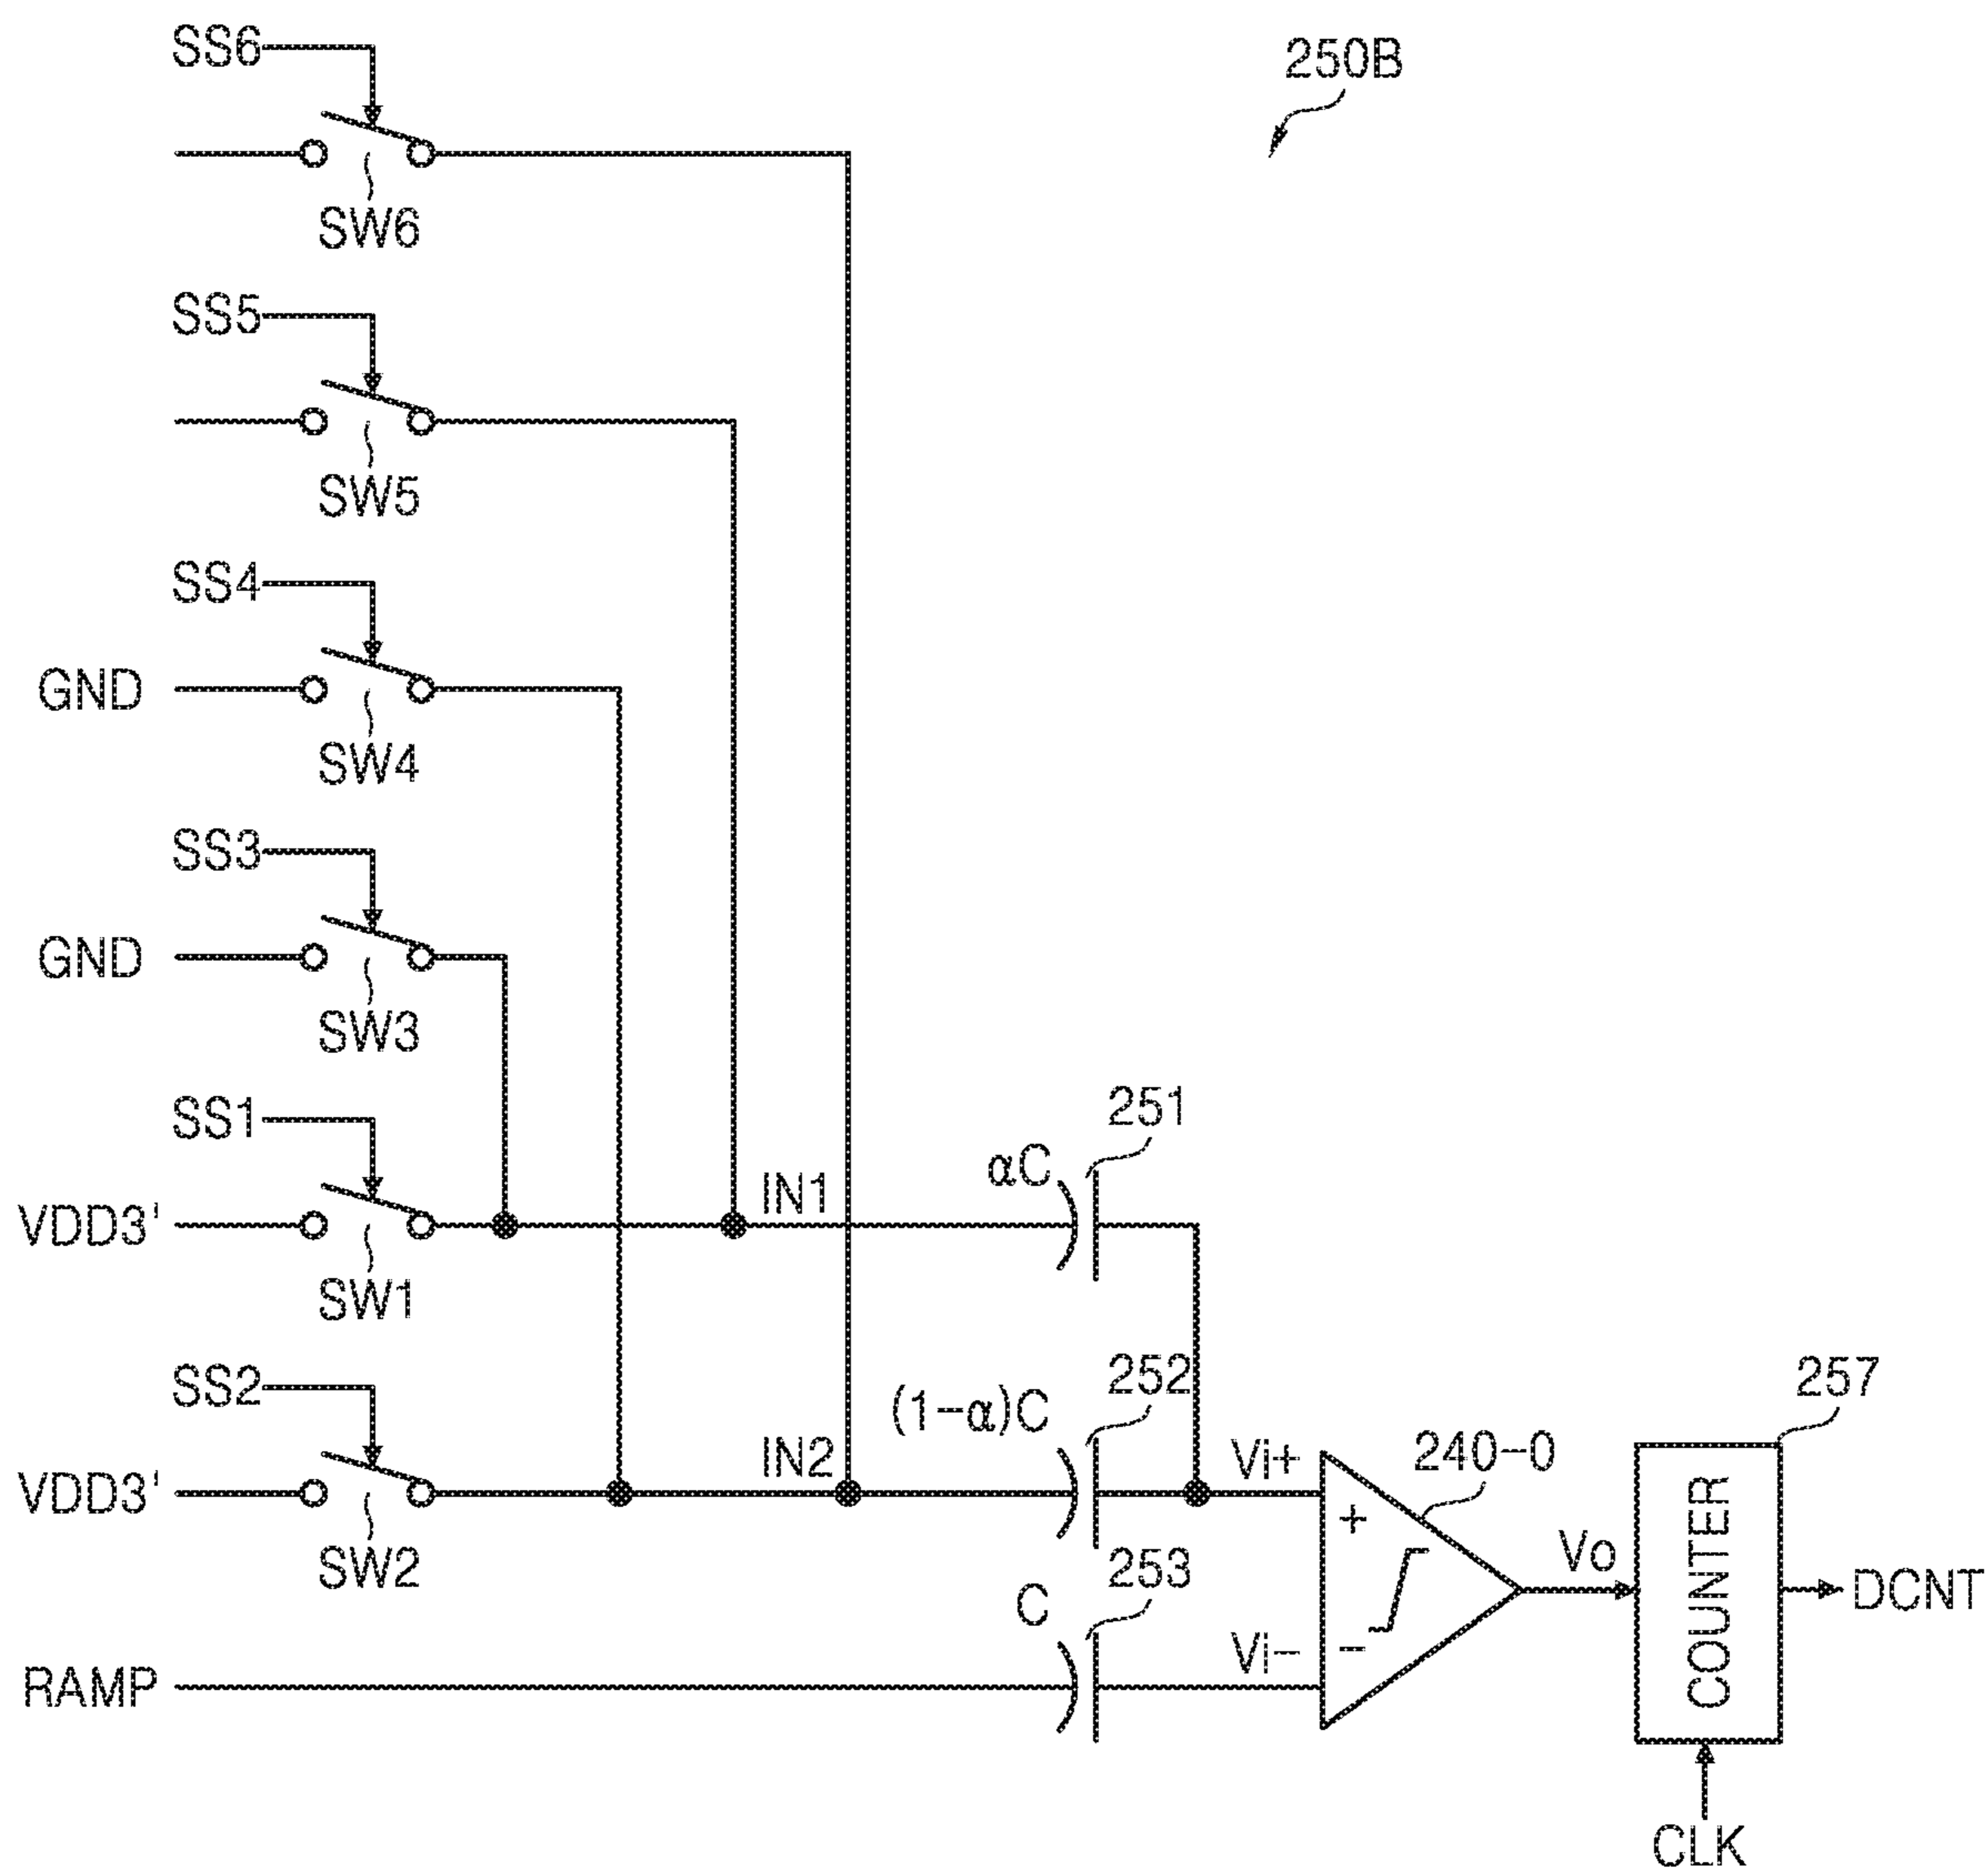 SS6
250B
SW6
SS5
SW5
SS4
GND
SW4
SS3
GND
SW3
SS1
251
αC
IN1
VDD3'
SW1
SS2
252
(1-α)C
257
IN2
Vi+
240-0
VDD3'
+
SW2
253
Vo
COUNTER
DCNT
C
Vi-
-
RAMP
CLK